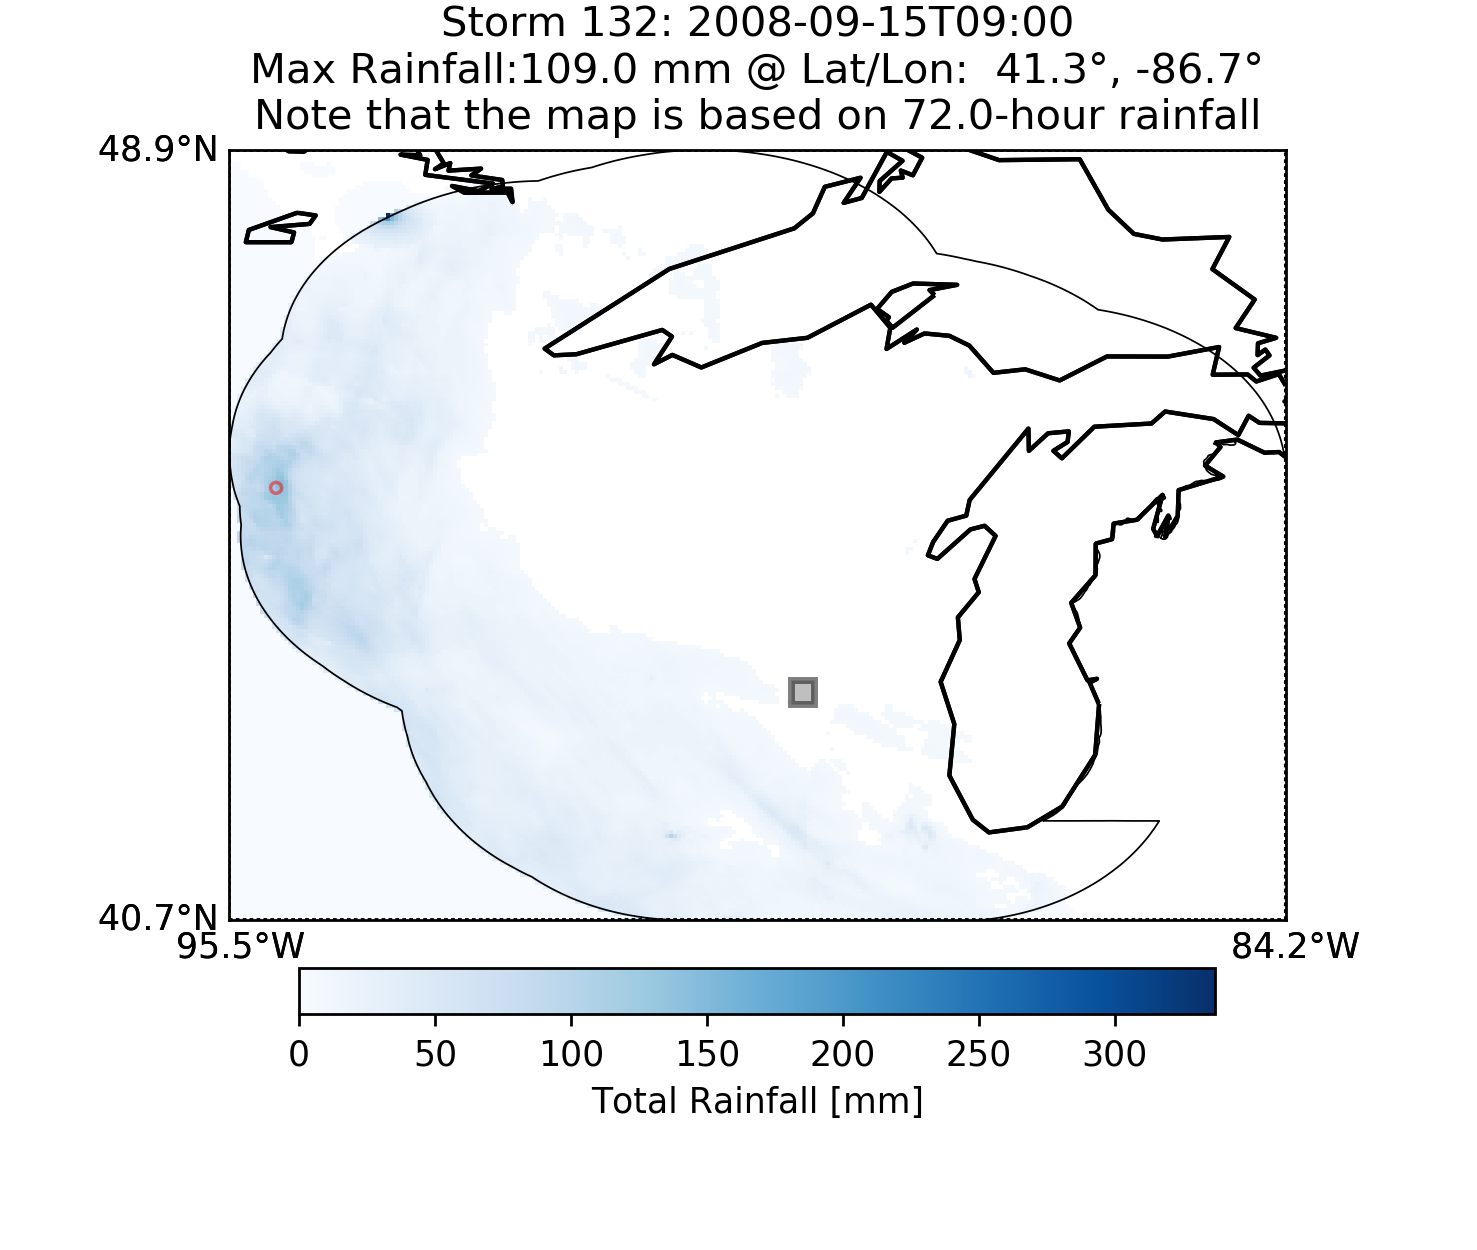 Storm 132: 2008-09-15T09:00
Max Rainfall:109.0 mm @ Lat/Lon:  41.3°, -86.7°
Note that the map is based on 72.0-hour rainfall
48.9°N
40.7°N
95.5°W 84.2°W
0 50 100 150 200 250 300
Total Rainfall [mm]